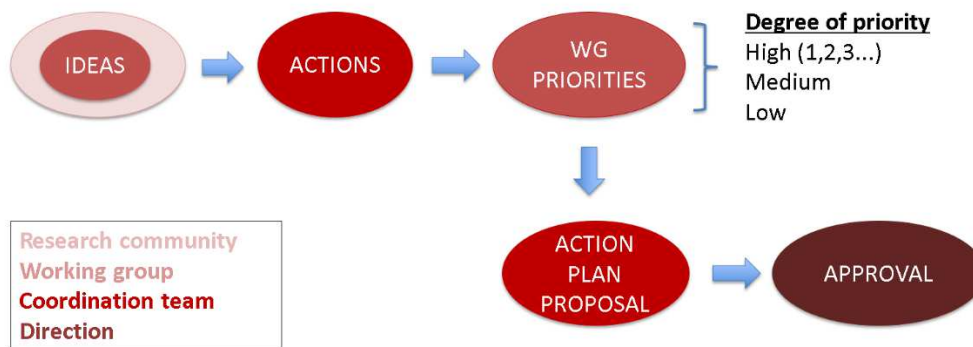 IDEAS
ACTIONS
WG
PRIORITIES
Degree of priority
High (1,2,3...)
Medium
Low
ACTION
PLAN
PROPOSAL
APPROVAL
Research community
Working group
Coordination team
Direction